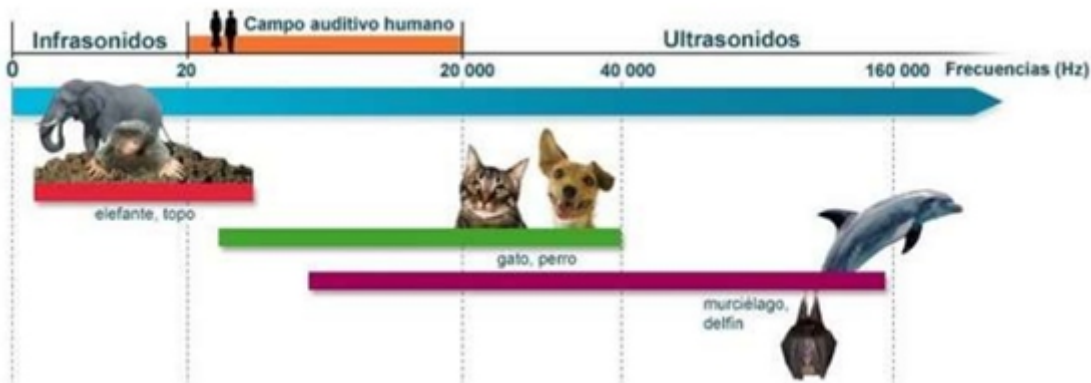 Infrasonidos
Campo auditivo humano
Ultrasonidos
0
20
20 000
40 000
160 000
Frecuencias (Hz)
elefante, topo
gato, perro
murciélago,
delfin